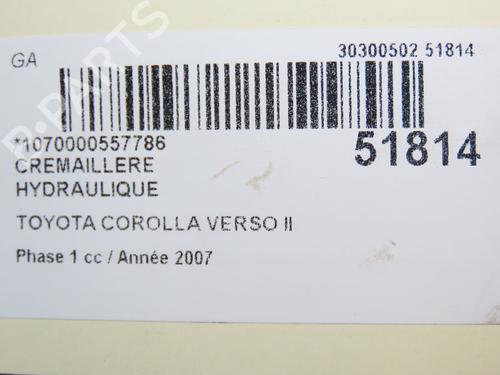 GA
30300502 51814
*1070000557786
51814
CREMAILLERE
HYDRAULIQUE
TOYOTA COROLLA VERSO II
Phase 1 cc / Année 2007
B-PARTS